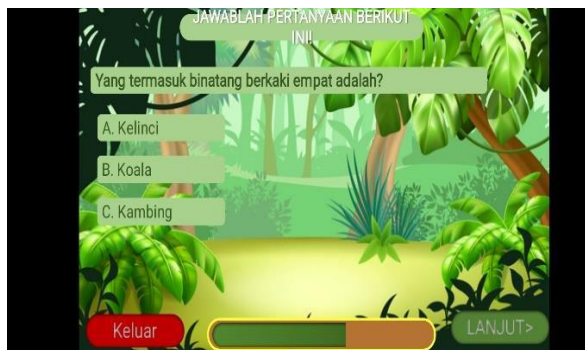 JAWABLAH PERTANYAAN BERIKUT
INI!
Yang termasuk binatang berkaki empat adalah?
A. Kelinci
B. Koala
C. Kambing
Keluar
LANJUT>